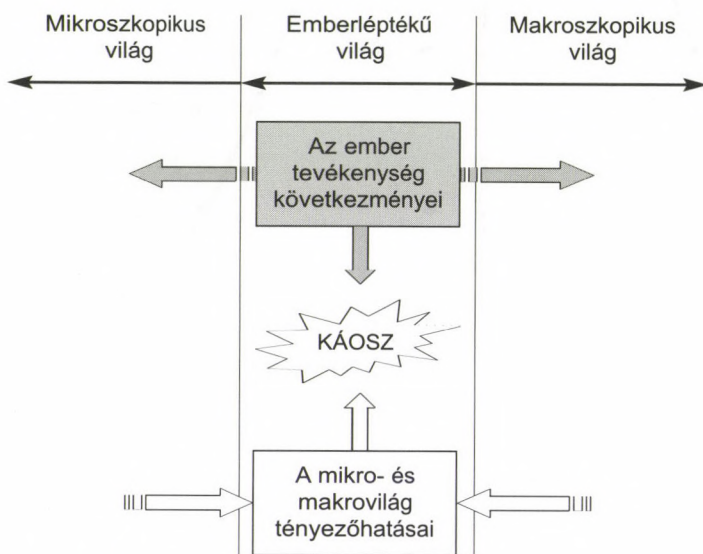 Mikroszkopikus
világ
Emberléptékű
világ
Makroszkopikus
világ
Az ember
tevékenység
következményei
KÁOSZ
A mikro- és
makrovilág
tényezőhatásai